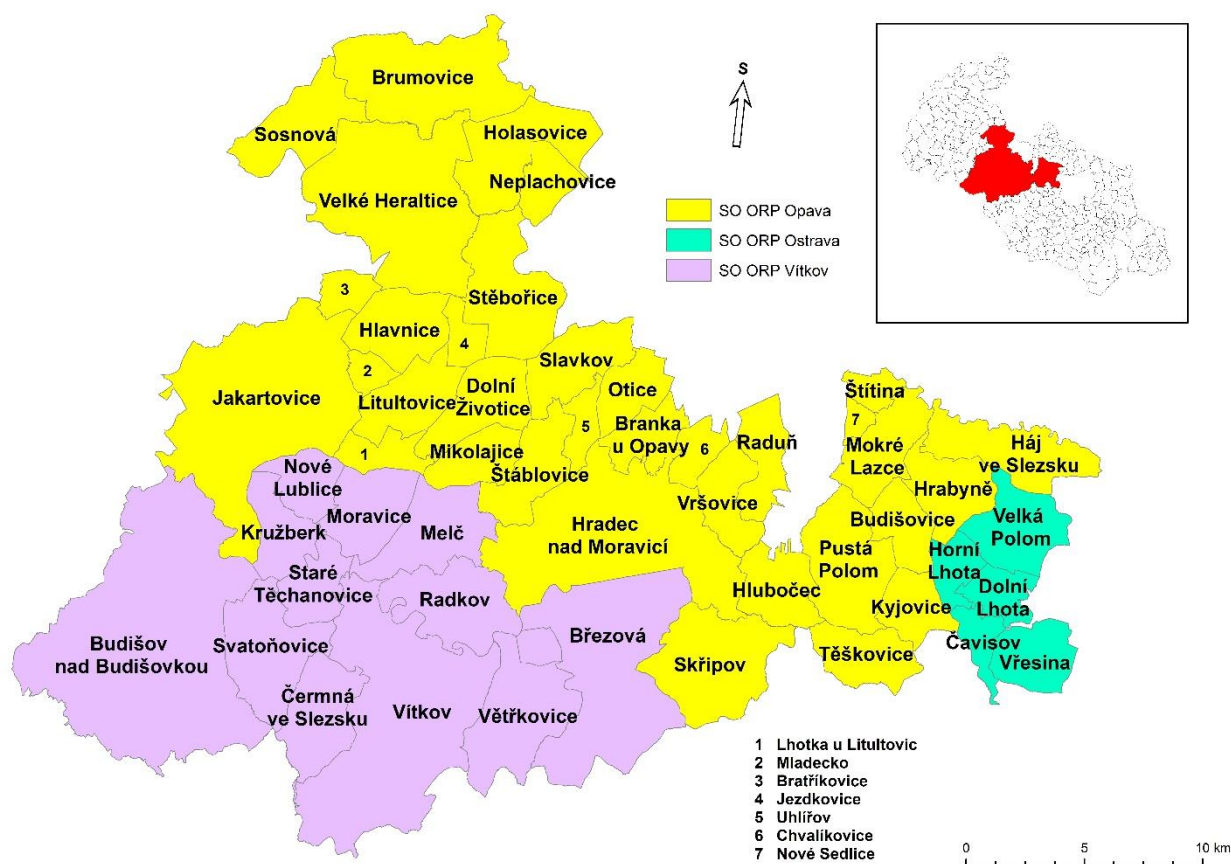 Brumovice
Sosnová
Holasovice
Neplachovice
Velké Heraltice
S
SO ORP Opava
SO ORP Ostrava
SO ORP Vítkov
3
Stěbořice
Hlavnice
4
Slavkov
2
Jakartovice
Litultovice
Dolní
Životice
Otice
5
Branka
u Opavy
6
Raduň
Štítina
7
Mokré
Lazce
Háj
ve Slezsku
1
Mikolajice
Štáblovice
Nové
Lublice
Vršovice
Hrabyně
Moravice
Melč
Hradec
nad Moravicí
Budišovice
Velká
Polom
Kružberk
Pustá
Polom
Horní
Lhota
Staré
Těchanovice
Radkov
Hlubočec
Kyjovice
Dolní
Lhota
Budišov
nad Budišovkou
Svatoňovice
Březová
Skřipov
Těškovice
Čavisov
Vřesina
Čermná
ve Slezsku
Vítkov
Větřkovice
1 Lhotka u Litultovic
2 Mladecko
3 Bratříkovice
4 Jezdkovice
5 Uhlířov
6 Chvalíkovice
7 Nové Sedlice
0 5 10 km